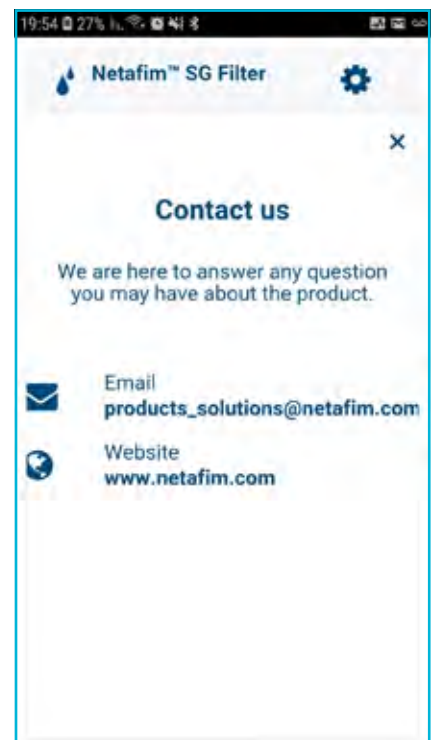 19:54 27%
Netafim™ SG Filter
×
Contact us
We are here to answer any question
you may have about the product.
Email
products_solutions@netafim.com
Website
www.netafim.com